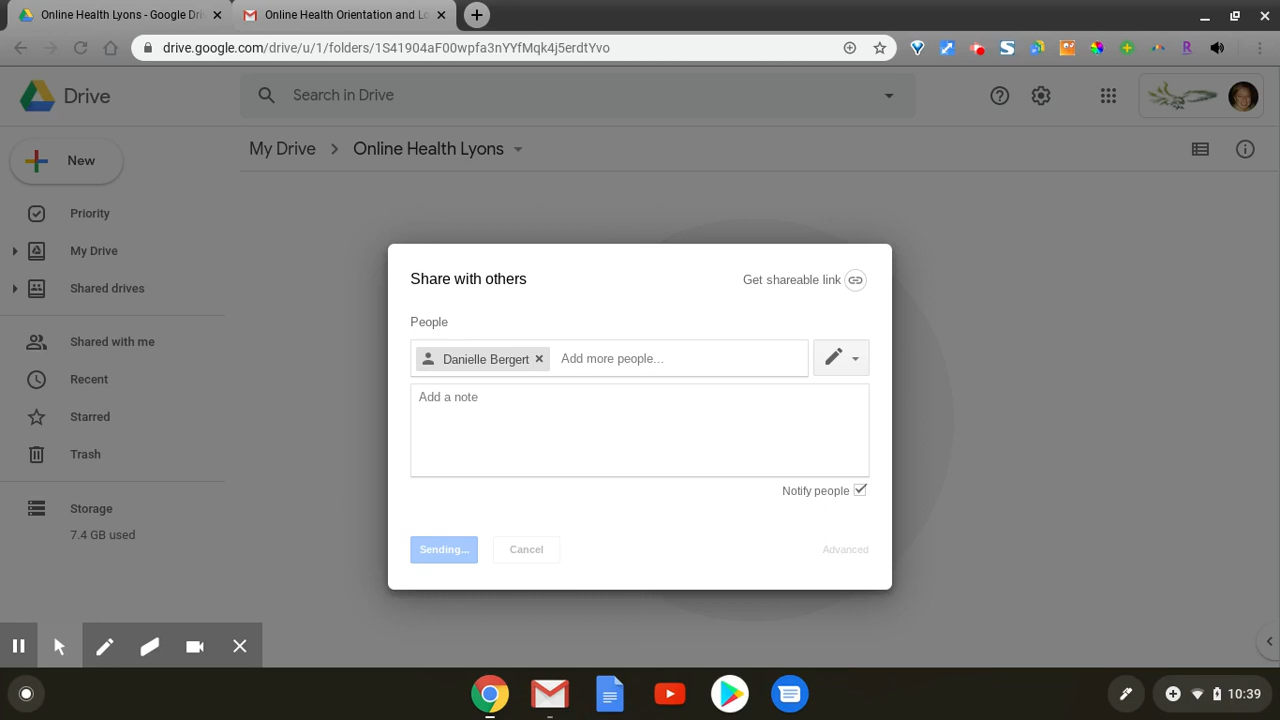 Online Health Lyons - Google Dri
Online Health Orientation and Lo
drive.google.com/drive/u/1/folders/1S41904aF00wpfa3nYYfMqk4j5erdtYvo
Drive
Search in Drive
New
My Drive > Online Health Lyons
Priority
My Drive
Shared drives
Shared with me
Recent
Starred
Trash
Storage
7.4 GB used
Share with others
Get shareable link
People
Danielle Bergert × Add more people...
Add a note
Notify people
Sending...
Cancel
Advanced
10:39